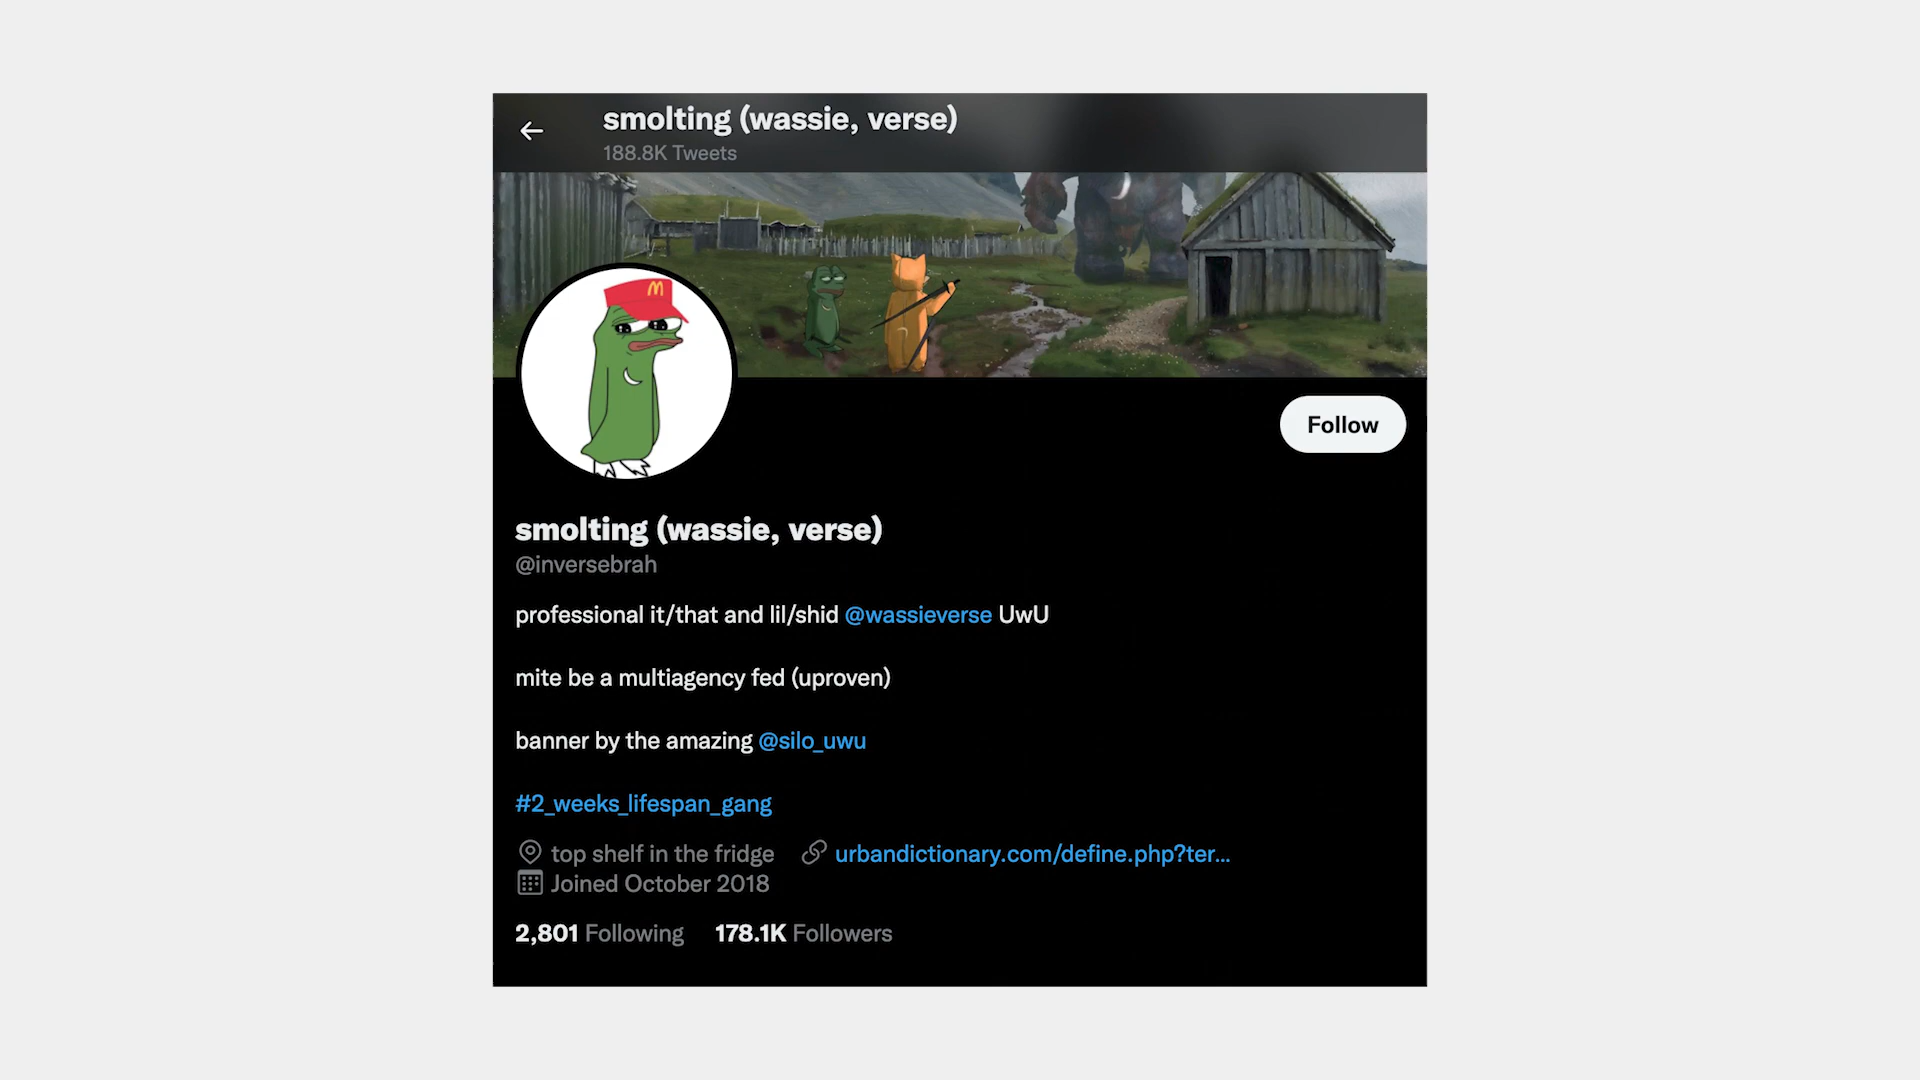 smolting (wassie, verse)
188.8K Tweets
Follow
smolting (wassie, verse)
@inversebrah
professional it/that and lil/shid @wassieverse UwU
mite be a multiagency fed (uproven)
banner by the amazing @silo_uwu
#2_weeks_lifespan_gang
top shelf in the fridge urbandictionary.com/define.php?ter...
Joined October 2018
2,801 Following 178.1K Followers